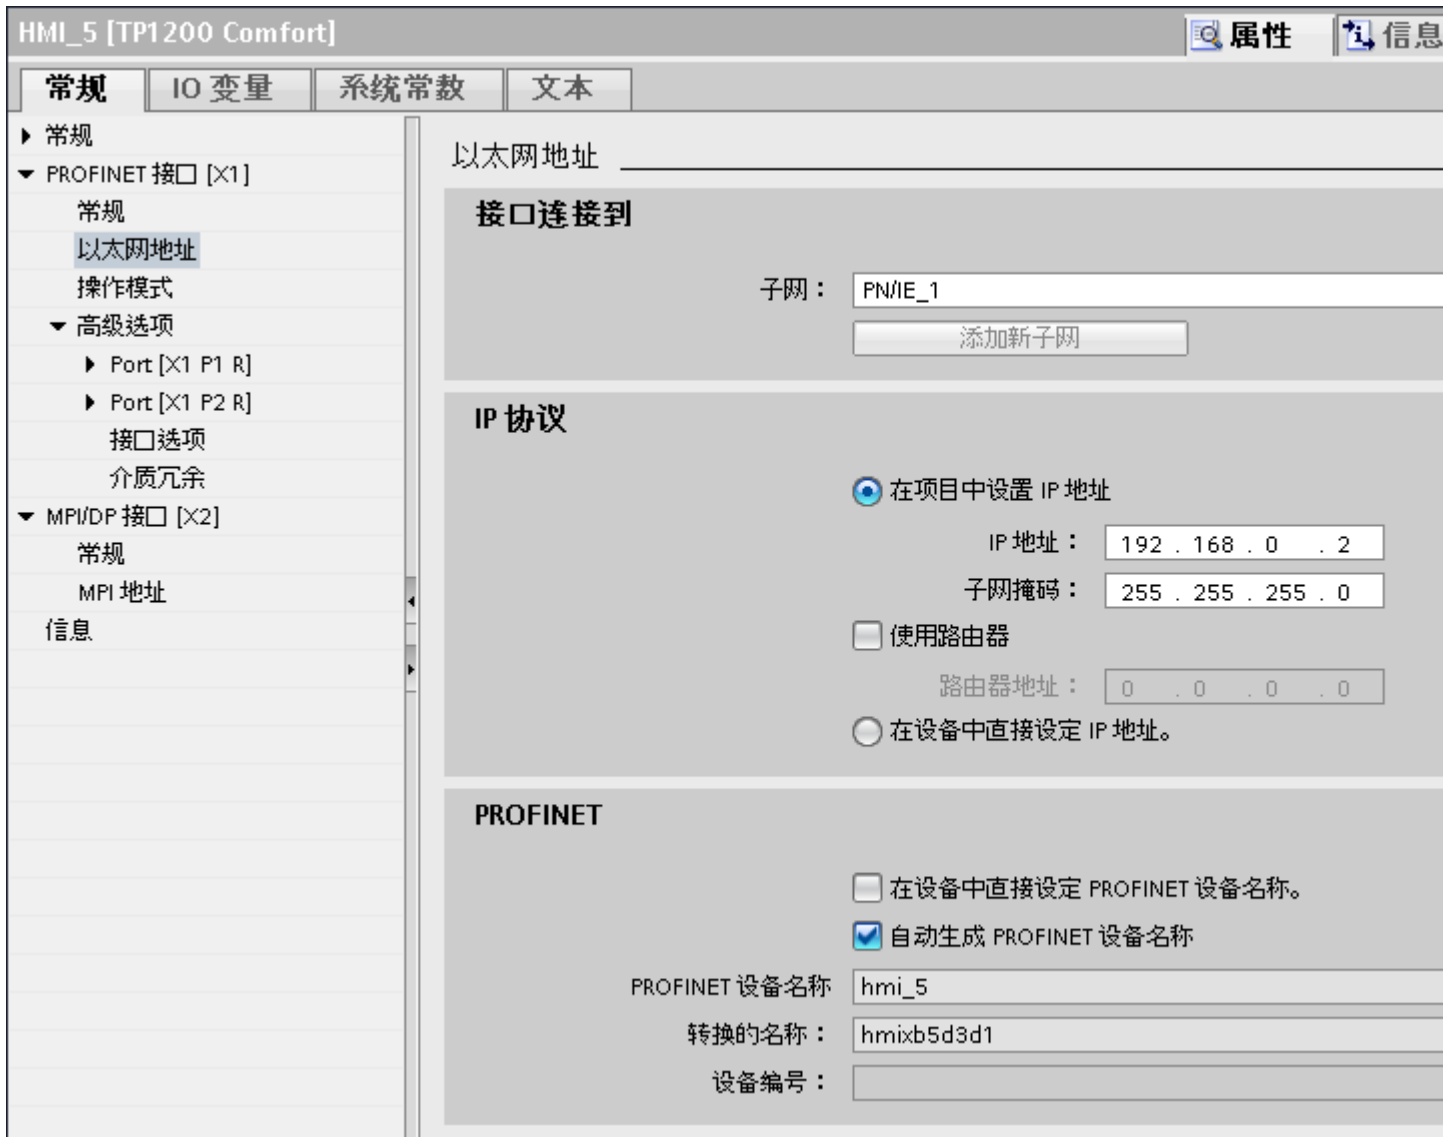 HMI_5 [TP1200 Comfort]
属性
信息
常规
IO 变量
系统常数
文本
常规
PROFINET 接口 [X1]
常规
以太网地址
操作模式
高级选项
Port [X1 P1 R]
Port [X1 P2 R]
接口选项
介质冗余
MPI/DP 接口 [X2]
常规
MPI 地址
信息
以太网地址
接口连接到
子网：
PN/IE_1
添加新子网
IP 协议
在项目中设置 IP 地址
IP 地址：
192 . 168 . 0 . 2
子网掩码：
255 . 255 . 255 . 0
使用路由器
路由器地址：
0 . 0 . 0 . 0
在设备中直接设定 IP 地址。
PROFINET
在设备中直接设定 PROFINET 设备名称。
自动生成 PROFINET 设备名称
PROFINET 设备名称
hmi_5
转换的名称：
hmixb5d3d1
设备编号：